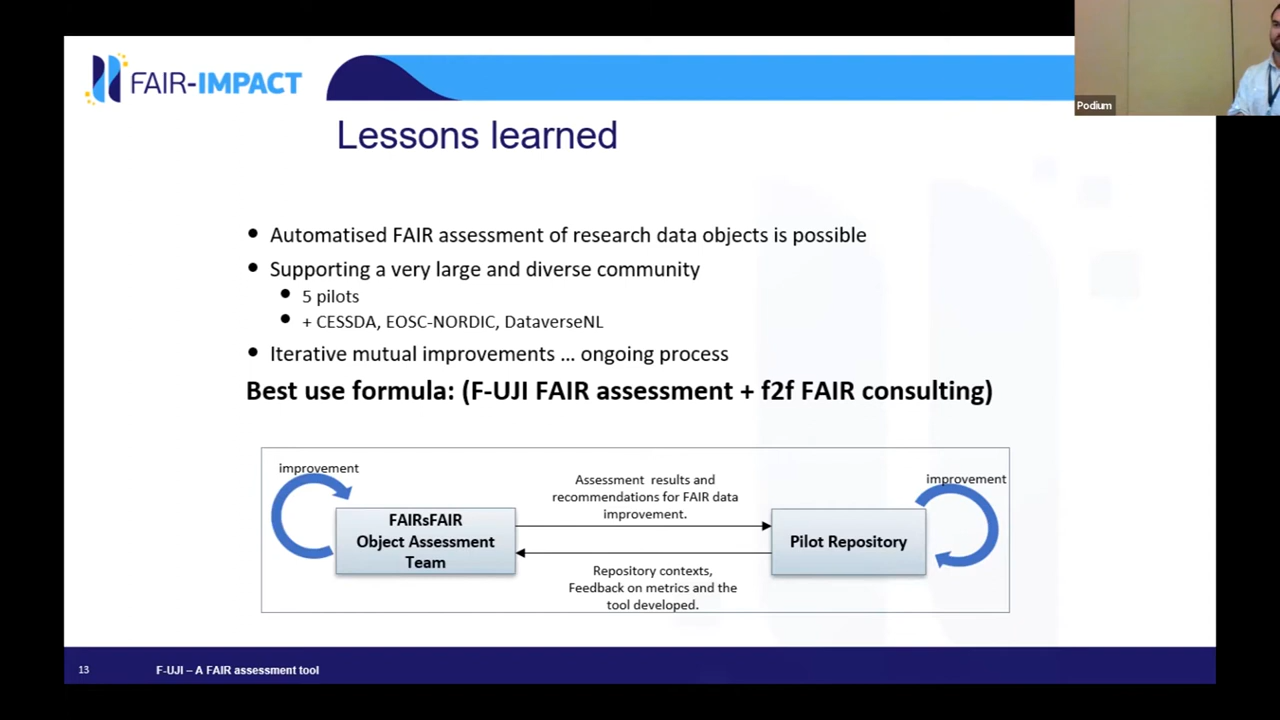 FAIR-IMPACT
Podium
Lessons learned
Automatised FAIR assessment of research data objects is possible
Supporting a very large and diverse community
5 pilots
+ CESSDA, EOSC-NORDIC, DataverseNL
Iterative mutual improvements … ongoing process
Best use formula: (F-UJI FAIR assessment + f2f FAIR consulting)
improvement
FAIRsFAIR
Object Assessment
Team
Assessment results and
recommendations for FAIR data
improvement.
Repository contexts,
Feedback on metrics and the
tool developed.
improvement
Pilot Repository
13
F-UJI – A FAIR assessment tool